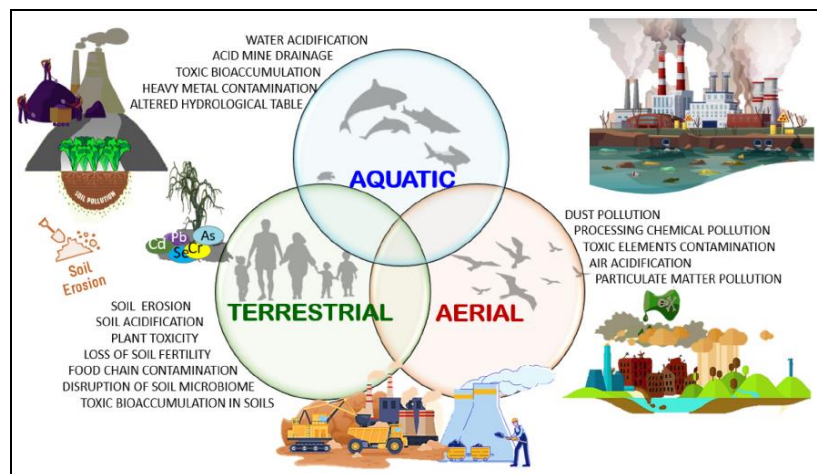 WATER ACIDIFICATION
ACID MINE DRAINAGE
TOXIC BIOACCUMULATION
HEAVY METAL CONTAMINATION
ALTERED HYDROLOGICAL TABLE
AQUATIC
SOIL POLLUTION
Cd
Pb
As
Se
Cr
Soil
Erosion
DUST POLLUTION
PROCESSING CHEMICAL POLLUTION
TOXIC ELEMENTS CONTAMINATION
AIR ACIDIFICATION
PARTICULATE MATTER POLLUTION
TERRESTRIAL
AERIAL
SOIL EROSION
SOIL ACIDIFICATION
PLANT TOXICITY
LOSS OF SOIL FERTILITY
FOOD CHAIN CONTAMINATION
DISRUPTION OF SOIL MICROBIOME
TOXIC BIOACCUMULATION IN SOILS